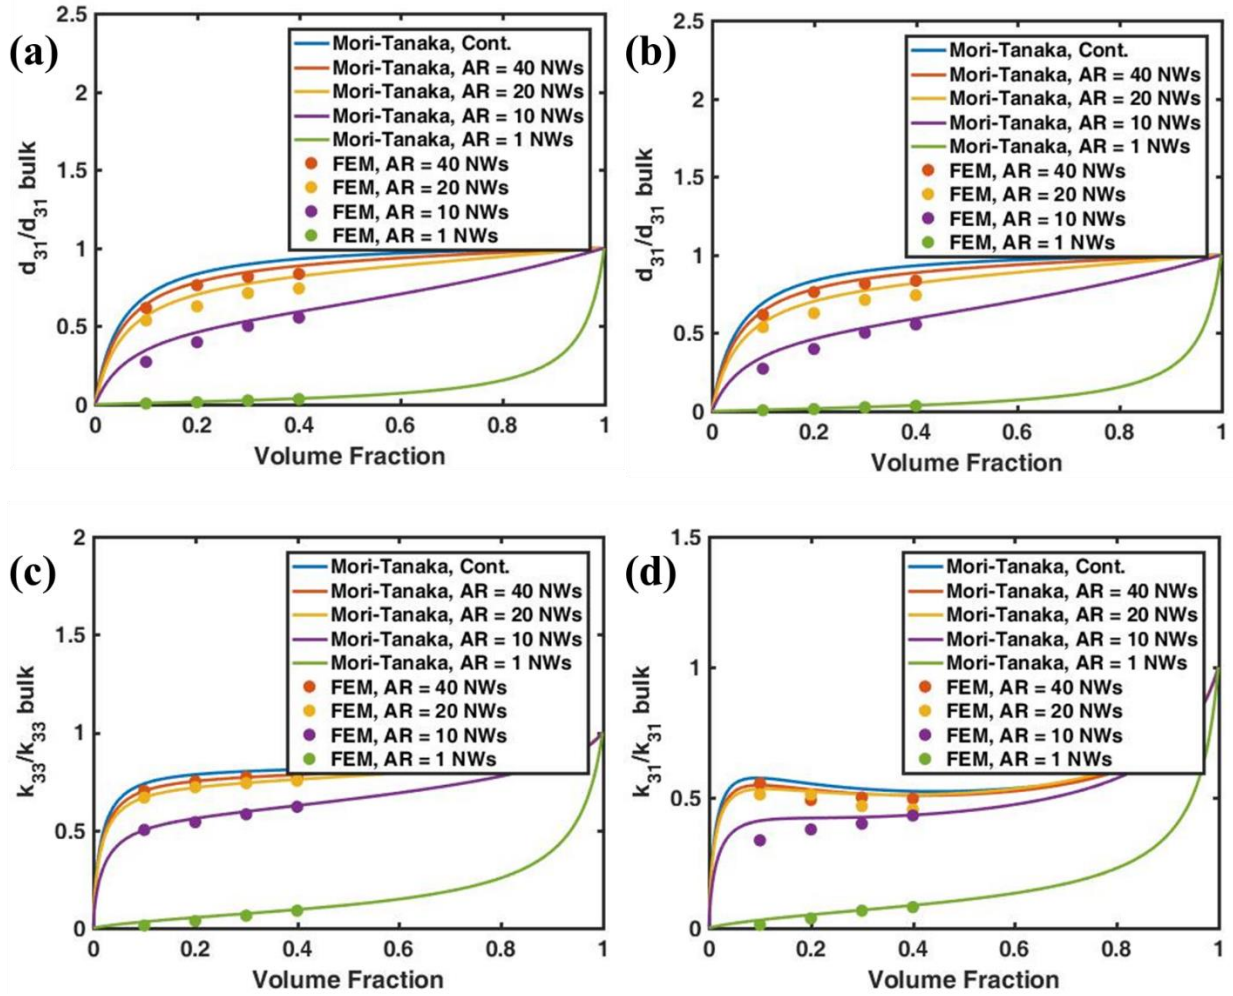 (a)
2.5
2
1.5
1
0.5
0
d31/d31 bulk
Mori-Tanaka, Cont.
Mori-Tanaka, AR = 40 NWs
Mori-Tanaka, AR = 20 NWs
Mori-Tanaka, AR = 10 NWs
Mori-Tanaka, AR = 1 NWs
FEM, AR = 40 NWs
FEM, AR = 20 NWs
FEM, AR = 10 NWs
FEM, AR = 1 NWs
0 0.2 0.4 0.6 0.8 1
Volume Fraction
(b)
2.5
2
1.5
1
0.5
0
d31/d31 bulk
Mori-Tanaka, Cont.
Mori-Tanaka, AR = 40 NWs
Mori-Tanaka, AR = 20 NWs
Mori-Tanaka, AR = 10 NWs
Mori-Tanaka, AR = 1 NWs
FEM, AR = 40 NWs
FEM, AR = 20 NWs
FEM, AR = 10 NWs
FEM, AR = 1 NWs
0 0.2 0.4 0.6 0.8 1
Volume Fraction
(c)
2
1.5
1
0.5
0
k33/k33 bulk
Mori-Tanaka, Cont.
Mori-Tanaka, AR = 40 NWs
Mori-Tanaka, AR = 20 NWs
Mori-Tanaka, AR = 10 NWs
Mori-Tanaka, AR = 1 NWs
FEM, AR = 40 NWs
FEM, AR = 20 NWs
FEM, AR = 10 NWs
FEM, AR = 1 NWs
0 0.2 0.4 0.6 0.8 1
Volume Fraction
(d)
1.5
1
0.5
0
k31/k31 bulk
Mori-Tanaka, Cont.
Mori-Tanaka, AR = 40 NWs
Mori-Tanaka, AR = 20 NWs
Mori-Tanaka, AR = 10 NWs
Mori-Tanaka, AR = 1 NWs
FEM, AR = 40 NWs
FEM, AR = 20 NWs
FEM, AR = 10 NWs
FEM, AR = 1 NWs
0 0.2 0.4 0.6 0.8 1
Volume Fraction